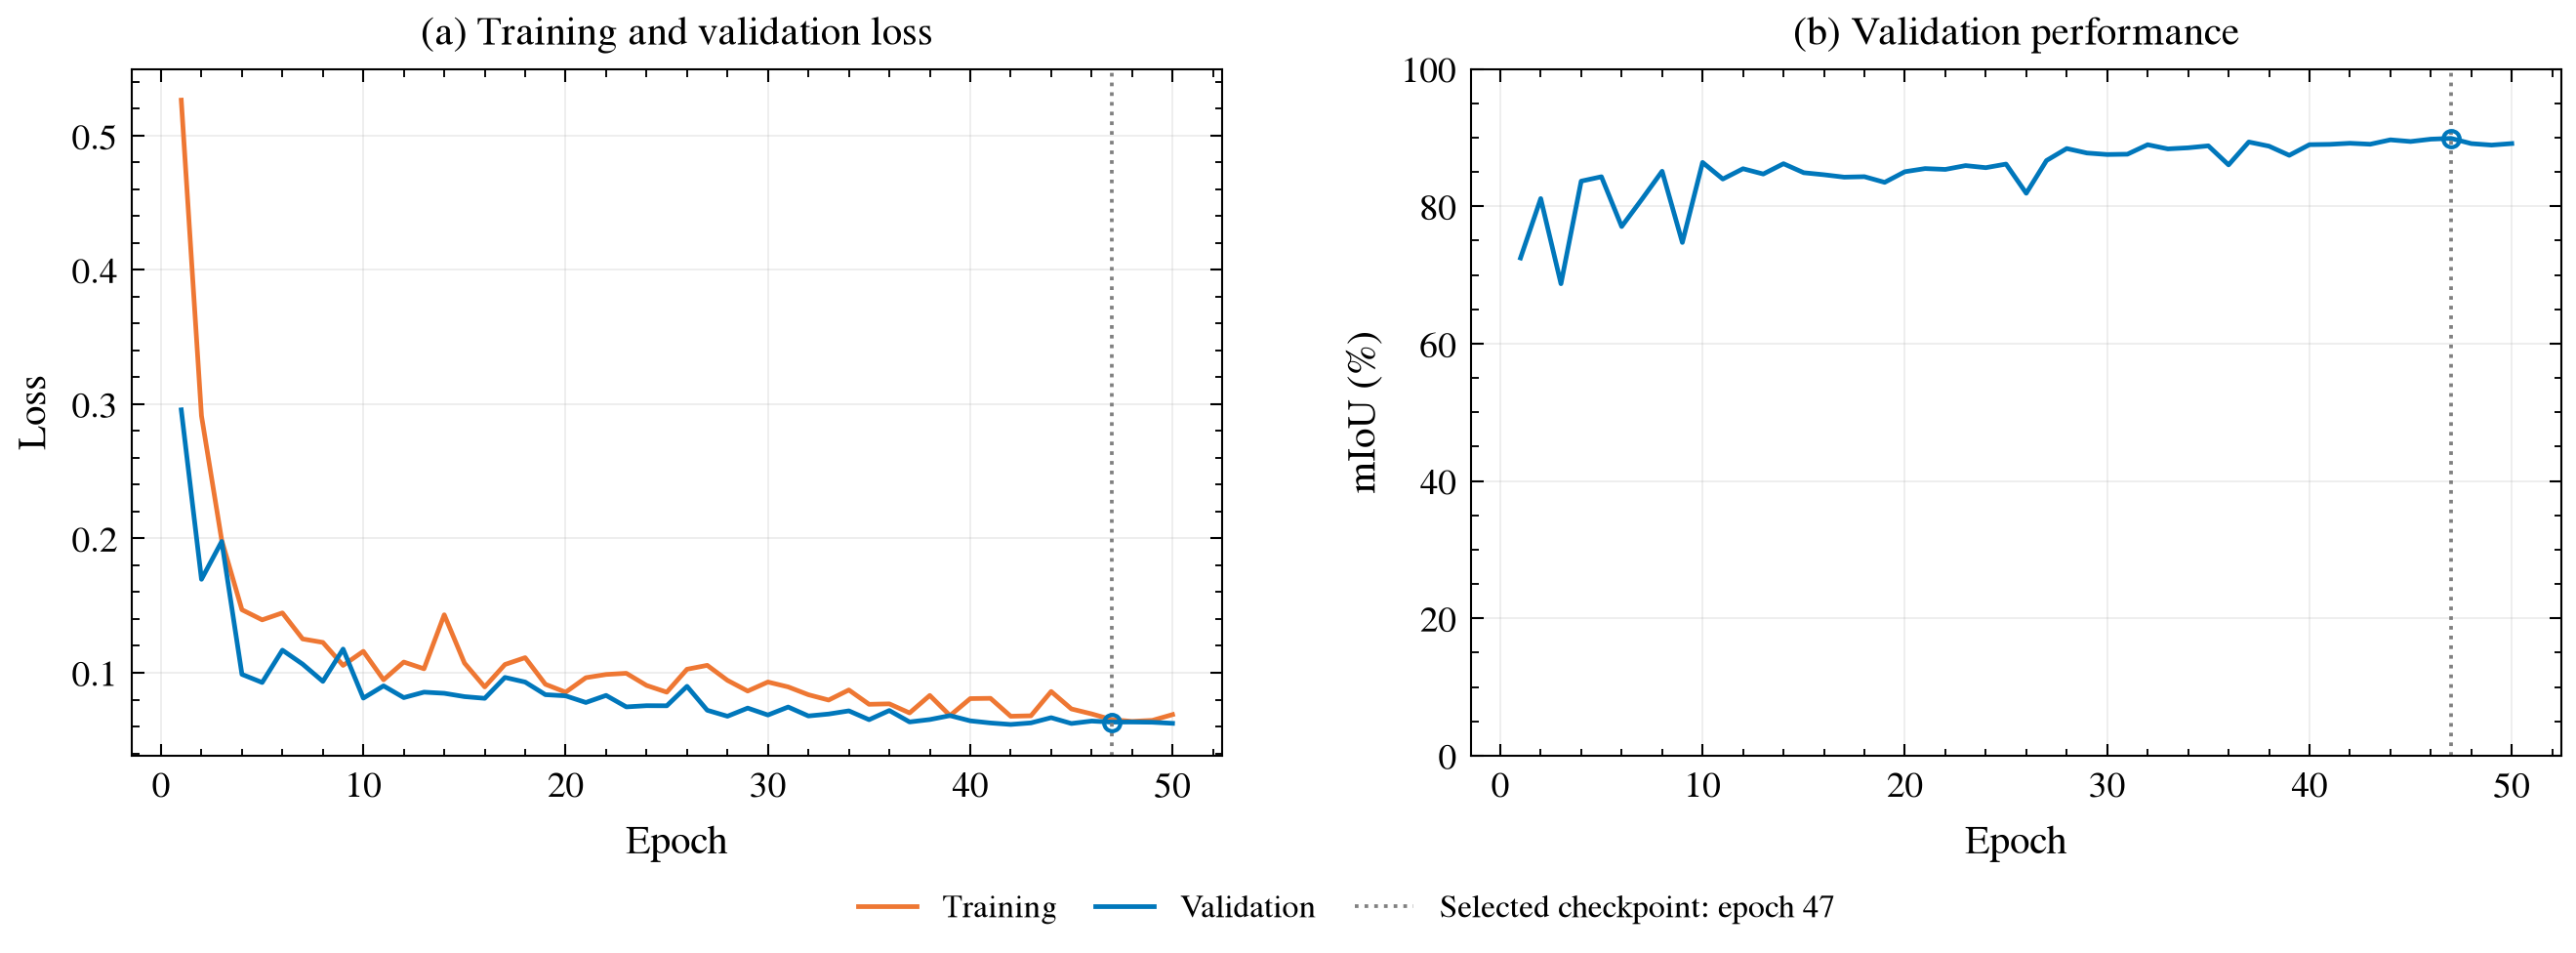 (a) Training and validation loss
Loss
0.5
0.4
0.3
0.2
0.1
0 10 20 30 40 50
Epoch
(b) Validation performance
mIoU (%)
100
80
60
40
20
0
0 10 20 30 40 50
Epoch
Training Validation Selected checkpoint: epoch 47